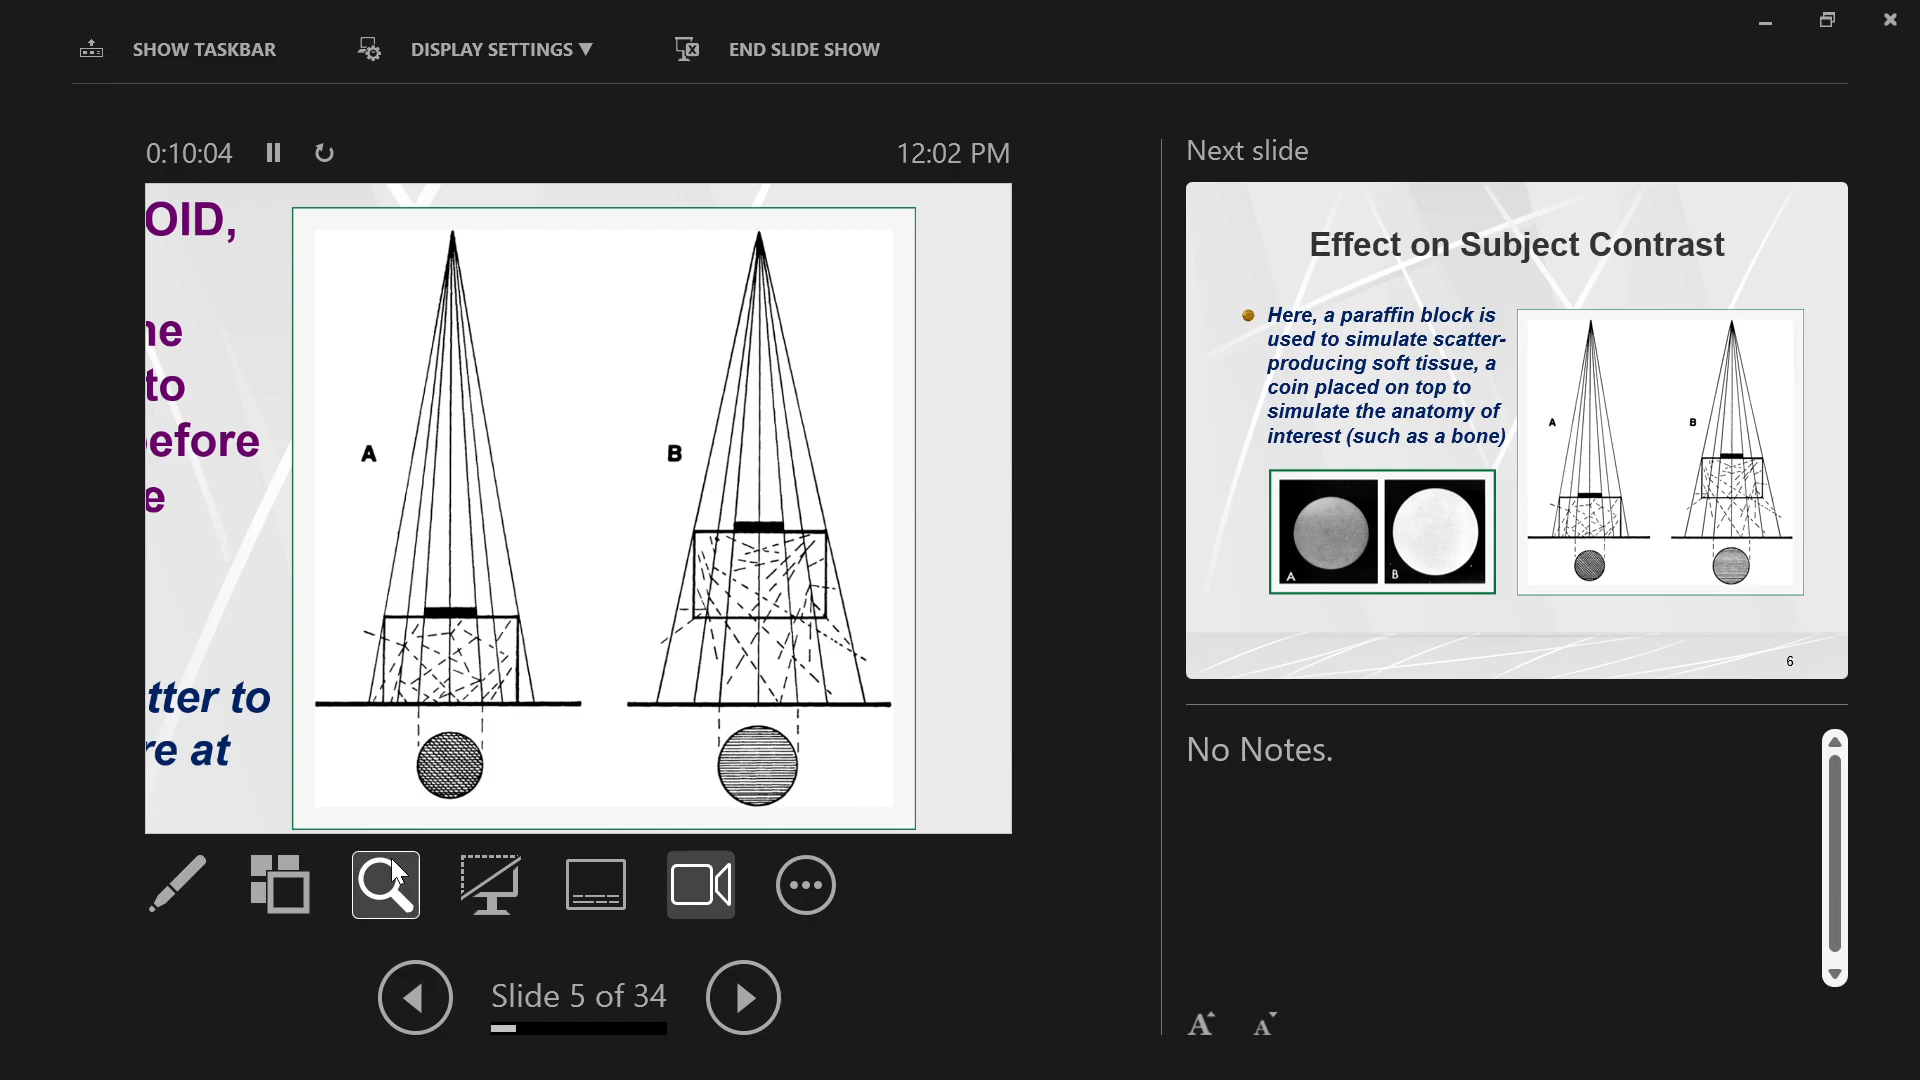 SHOW TASKBAR
DISPLAY SETTINGS ▼
END SLIDE SHOW
0:10:04
12:02 PM
OID,
to
efore
e
tter to
re at
A
B
Next slide
Effect on Subject Contrast
Here, a paraffin block is
used to simulate scatter-
producing soft tissue, a
coin placed on top to
simulate the anatomy of
interest (such as a bone)
A
B
A
B
6
No Notes.
Slide 5 of 34
A
A